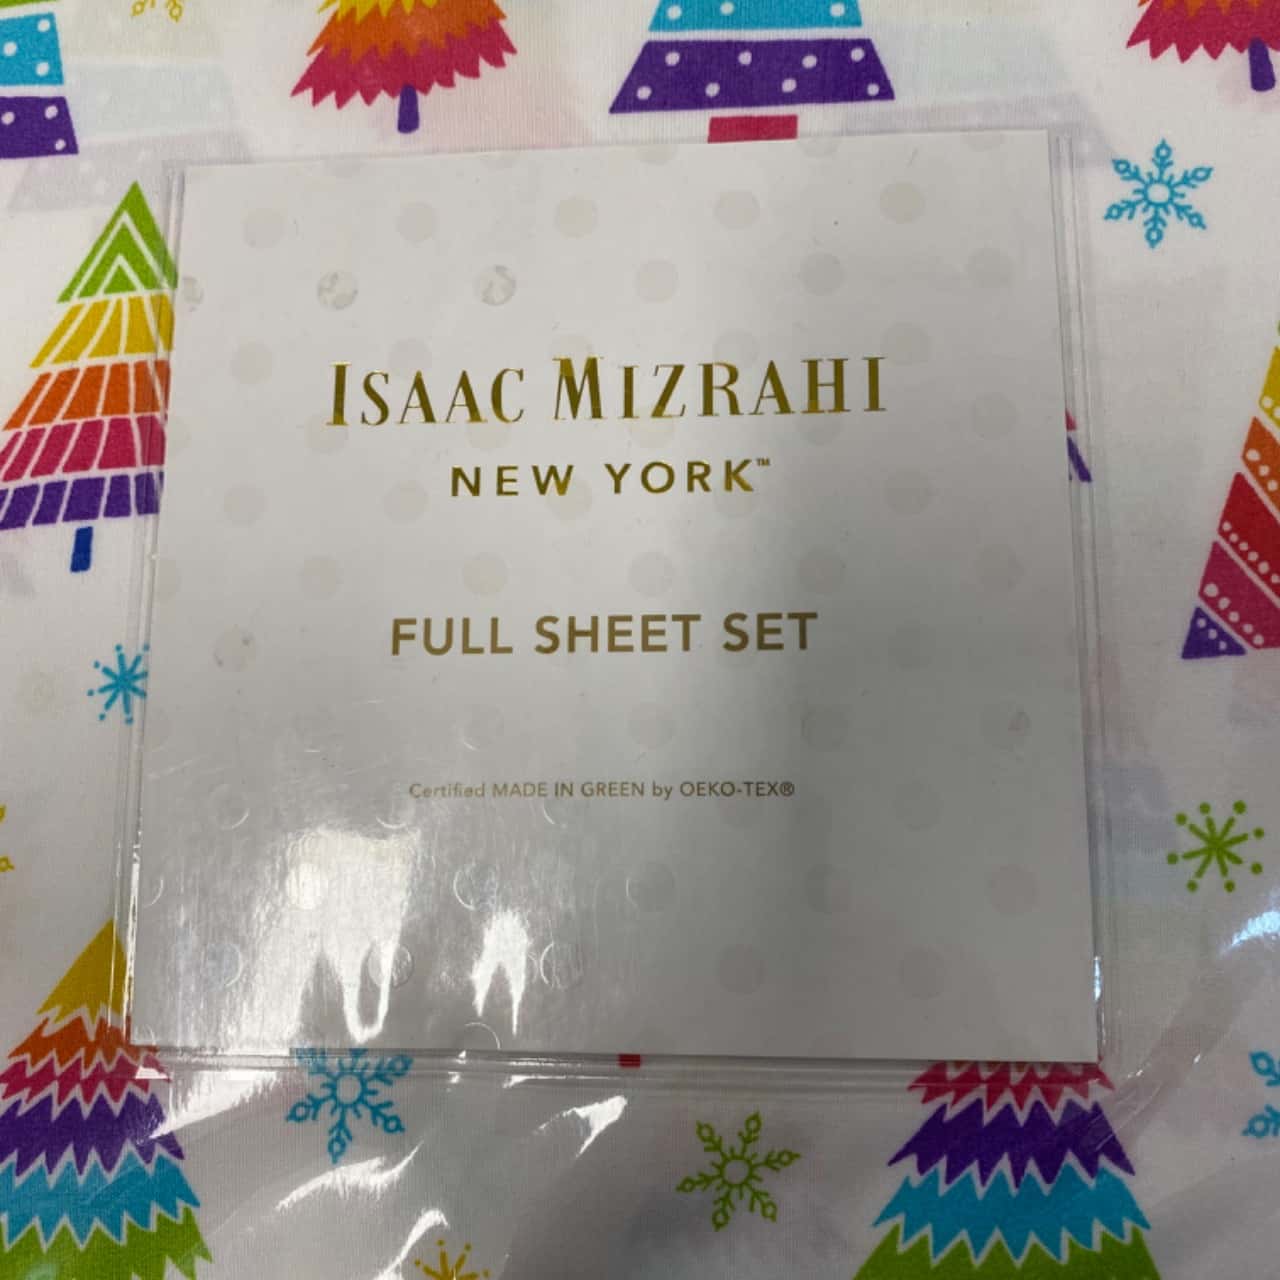 ISAAC MIZRAHI
NEW YORK™
FULL SHEET SET
Certified MADE IN GREEN by OEKO-TEX®